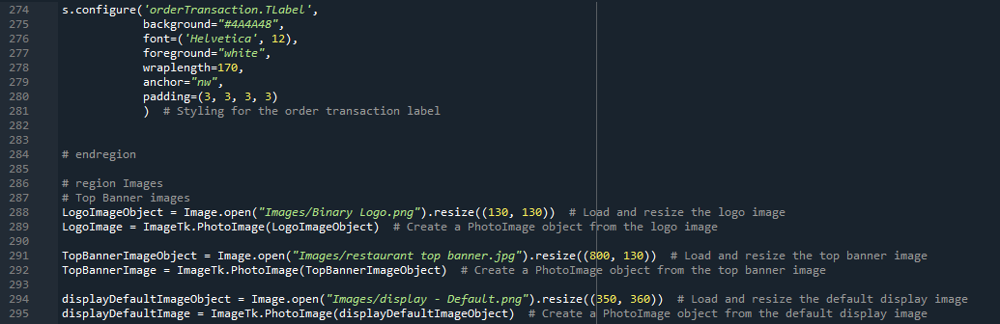 274 s.configure('orderTransaction.TLabel',
275 background="#4A4A48",
276 font=('Helvetica', 12),
277 foreground="white",
278 wraplength=170,
279 anchor="nw",
280 padding=(3, 3, 3, 3)
281 ) # Styling for the order transaction label
282
283
284 # endregion
285
286 # region Images
287 # Top Banner images
288 LogoImageObject = Image.open("Images/Binary Logo.png").resize((130, 130)) # Load and resize the logo image
289 LogoImage = ImageTk.PhotoImage(LogoImageObject) # Create a PhotoImage object from the logo image
290
291 TopBannerImageObject = Image.open("Images/restaurant top banner.jpg").resize((800, 130)) # Load and resize the top banner image
292 TopBannerImage = ImageTk.PhotoImage(TopBannerImageObject) # Create a PhotoImage object from the top banner image
293
294 displayDefaultImageObject = Image.open("Images/display - Default.png").resize((350, 360)) # Load and resize the default display image
295 displayDefaultImage = ImageTk.PhotoImage(displayDefaultImageObject) # Create a PhotoImage object from the default display image